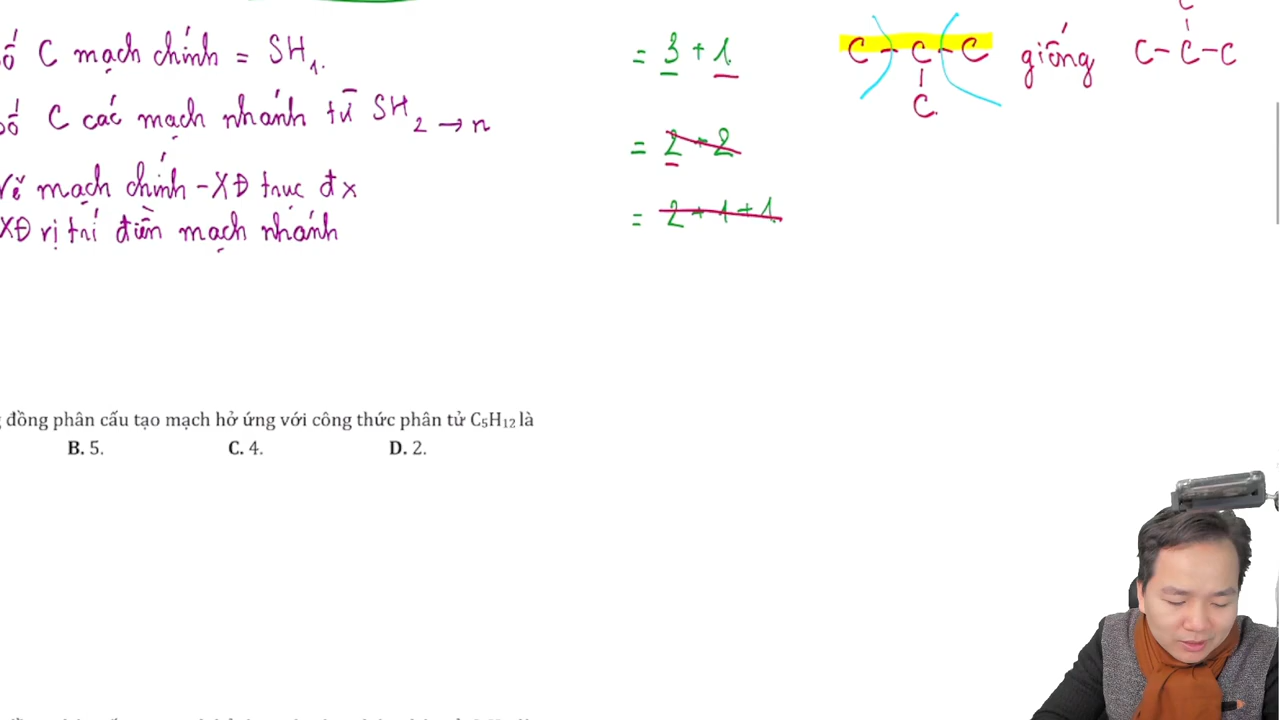 C mạch chính = SH1.
C các mạch nhánh từ SH2 → n
Vẽ mạch chính - XĐ trục đx
XĐ vị trí điền mạch nhánh
= 3 + 1
= 2 + 2
= 2 + 1 + 1
C - C - C
C
giống
C
C - C - C
đồng phân cấu tạo mạch hở ứng với công thức phân tử C5H12 là
B. 5. C. 4. D. 2.